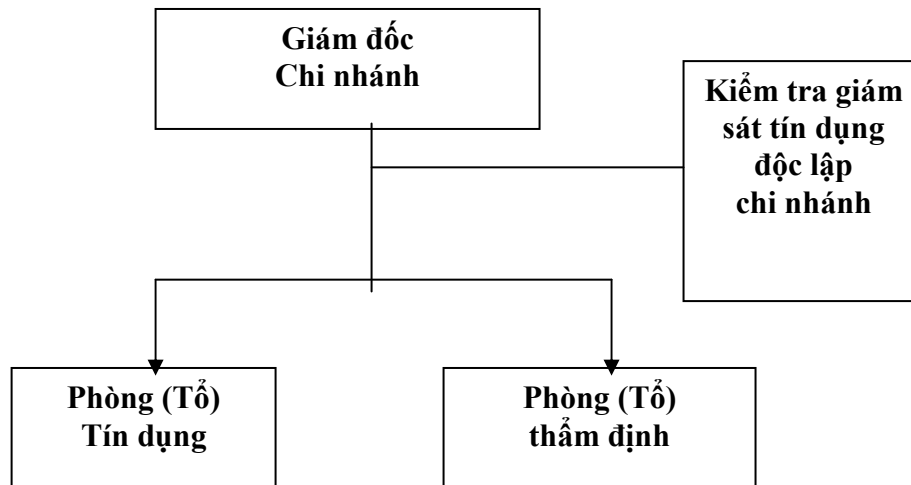 Giám đốc
Chi nhánh
Kiểm tra giám
sát tín dụng
độc lập
chi nhánh
Phòng (Tổ)
Tín dụng
Phòng (Tổ)
thẩm định